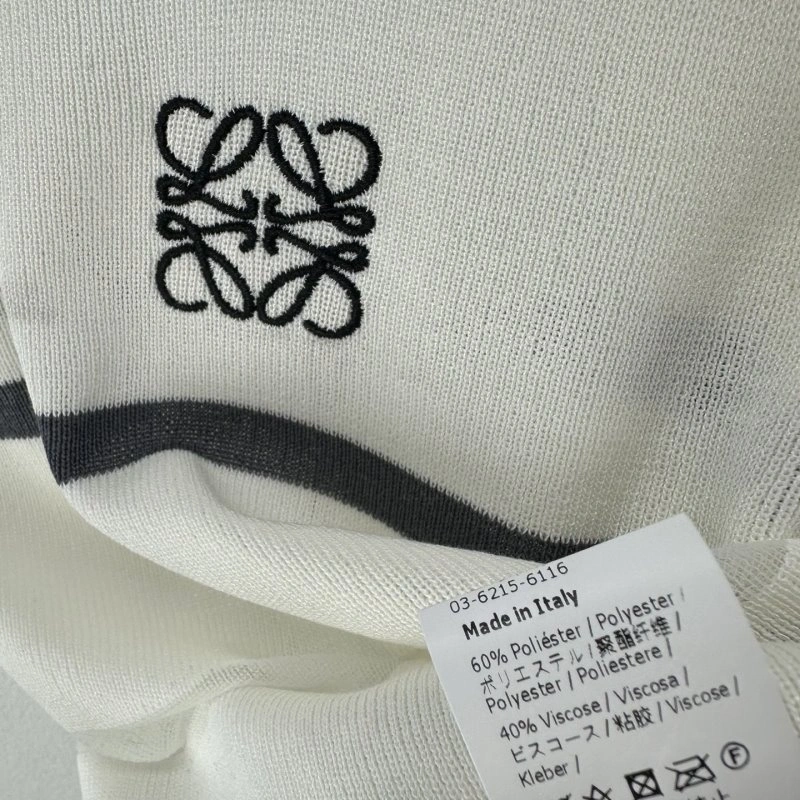 03-6215-6116
Made in Italy
60% Poliéster / Polyester /
ポリエステル / 聚酯纤维 /
Polyester / Poliestere /
40% Viscose / Viscosa /
ビスコース / 粘胶 / Viscose /
Kleber /
F